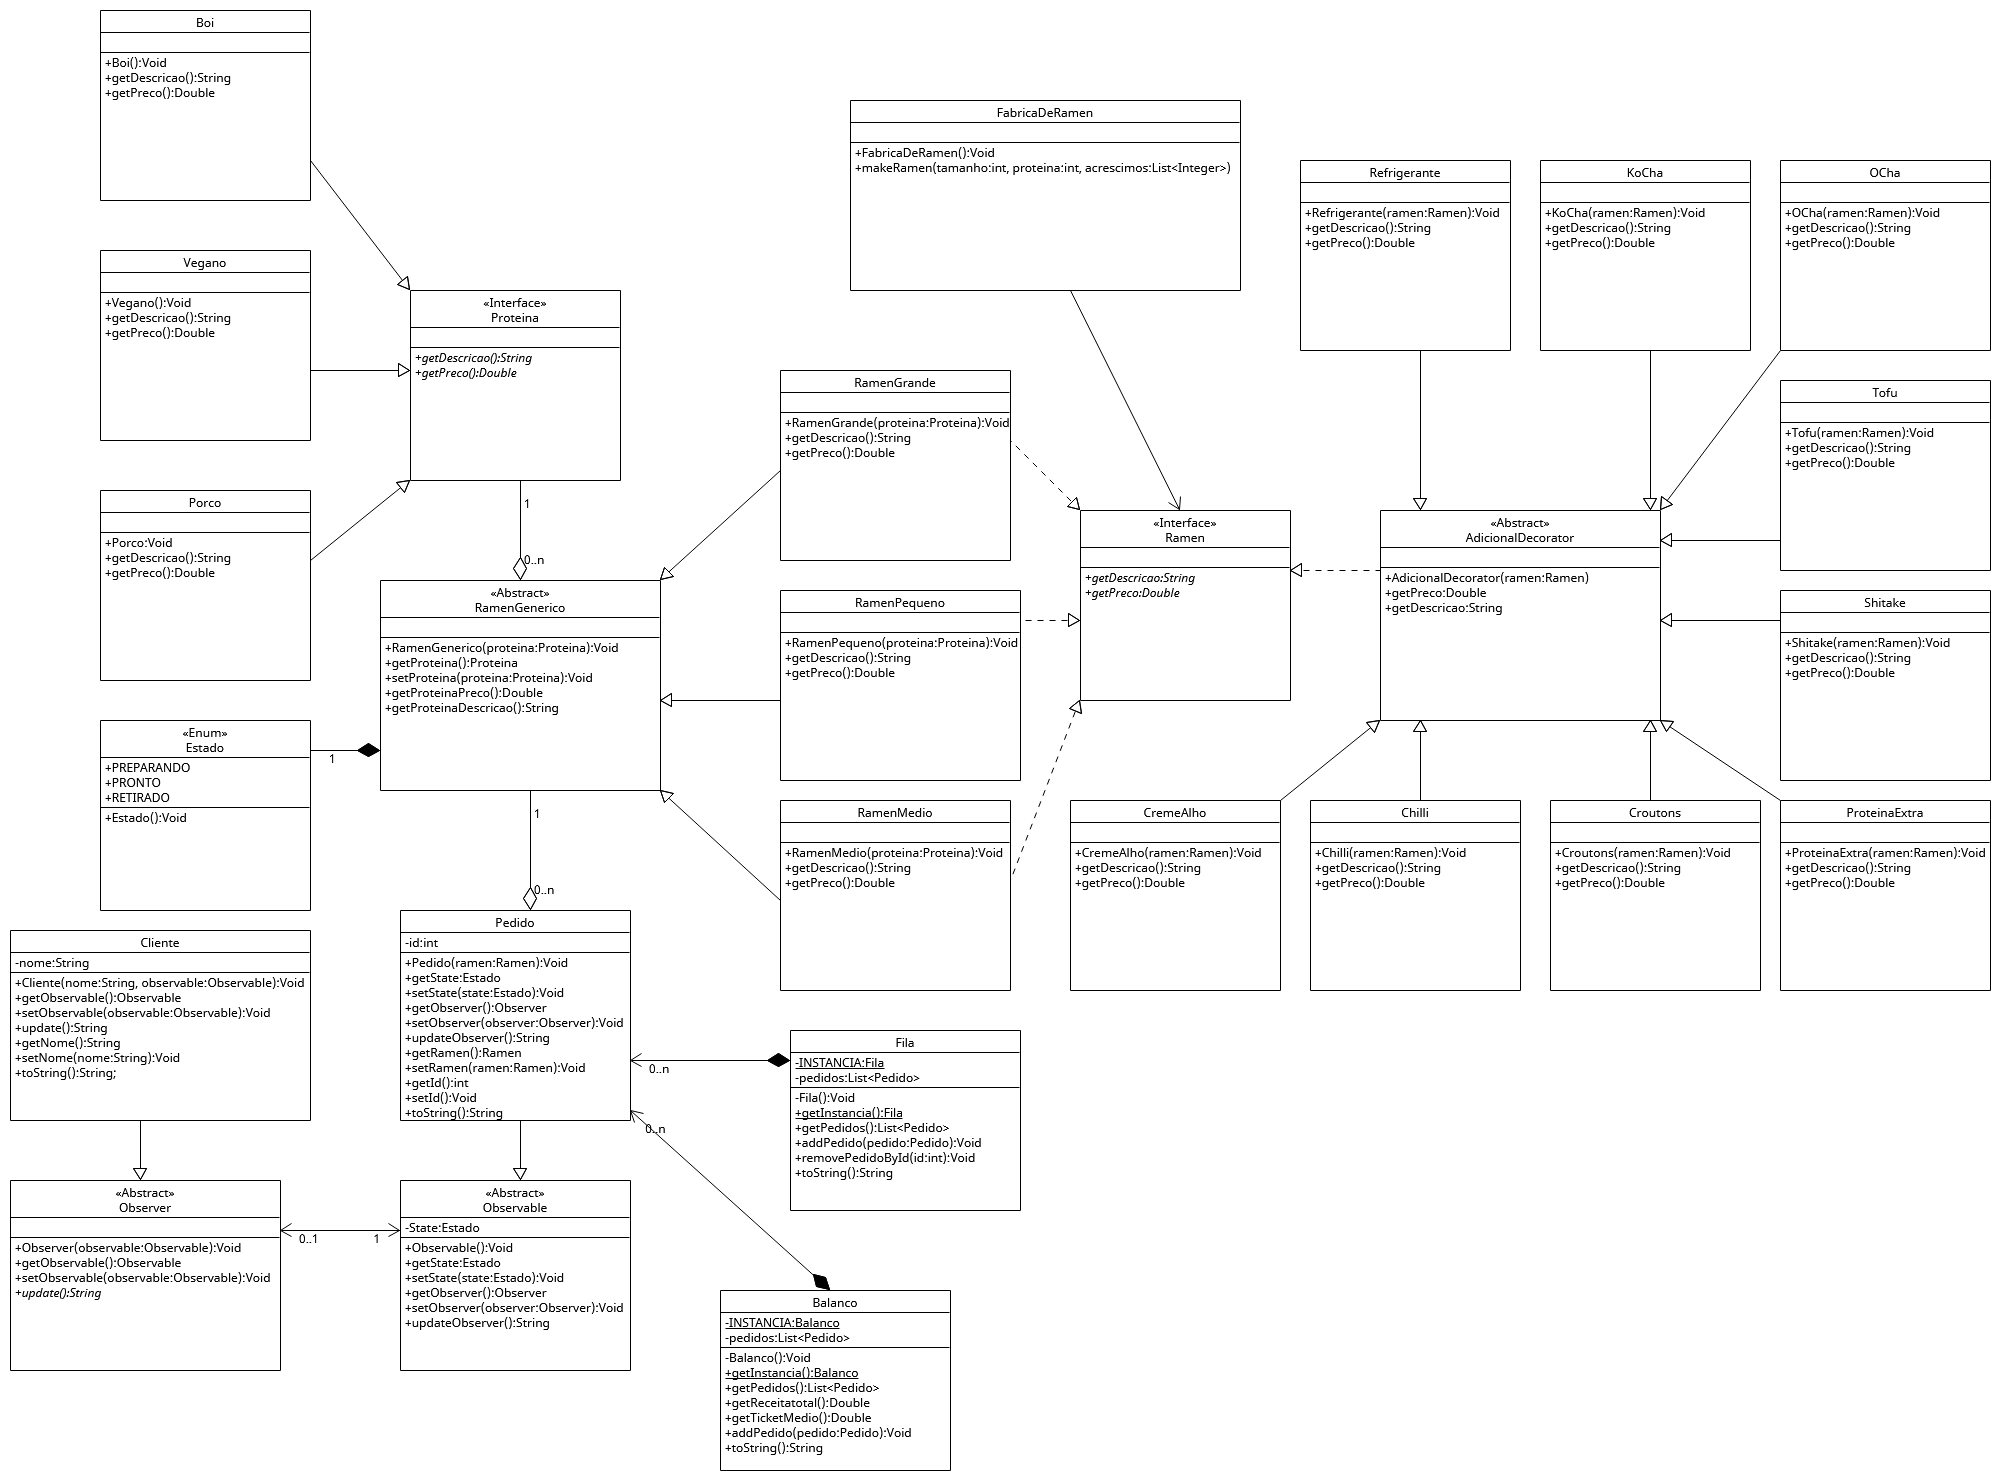 Boi
+Boi():Void
+getDescricao():String
+getPreco():Double
Vegano
+Vegano():Void
+getDescricao():String
+getPreco():Double
Porco
+Porco:Void
+getDescricao():String
+getPreco():Double
«Interface»
Proteina
+getDescricao():String
+getPreco():Double
1
0..n
«Abstract»
RamenGenerico
+RamenGenerico(proteina:Proteina):Void
+getProteina():Proteina
+setProteina(proteina:Proteina):Void
+getProteinaPreco():Double
+getProteinaDescricao():String
«Enum»
Estado
+PREPARANDO
+PRONTO
+RETIRADO
+Estado():Void
1
1
0..n
FabricaDeRamen
+FabricaDeRamen():Void
+makeRamen(tamanho:int, proteina:int, acrescimos:List<Integer>)
RamenGrande
+RamenGrande(proteina:Proteina):Void
+getDescricao():String
+getPreco():Double
RamenPequeno
+RamenPequeno(proteina:Proteina):Void
+getDescricao():String
+getPreco():Double
RamenMedio
+RamenMedio(proteina:Proteina):Void
+getDescricao():String
+getPreco():Double
«Interface»
Ramen
+getDescricao:String
+getPreco:Double
Refrigerante
+Refrigerante(ramen:Ramen):Void
+getDescricao():String
+getPreco():Double
KoCha
+KoCha(ramen:Ramen):Void
+getDescricao():String
+getPreco():Double
OCha
+OCha(ramen:Ramen):Void
+getDescricao():String
+getPreco():Double
Tofu
+Tofu(ramen:Ramen):Void
+getDescricao():String
+getPreco():Double
«Abstract»
AdicionalDecorator
+AdicionalDecorator(ramen:Ramen)
+getPreco:Double
+getDescricao:String
Shitake
+Shitake(ramen:Ramen):Void
+getDescricao():String
+getPreco():Double
CremeAlho
+CremeAlho(ramen:Ramen):Void
+getDescricao():String
+getPreco():Double
Chilli
+Chilli(ramen:Ramen):Void
+getDescricao():String
+getPreco():Double
Croutons
+Croutons(ramen:Ramen):Void
+getDescricao():String
+getPreco():Double
ProteinaExtra
+ProteinaExtra(ramen:Ramen):Void
+getDescricao():String
+getPreco():Double
Cliente
-nome:String
+Cliente(nome:String, observable:Observable):Void
+getObservable():Observable
+setObservable(observable:Observable):Void
+update():String
+getNome():String
+setNome(nome:String):Void
+toString():String;
Pedido
-id:int
+Pedido(ramen:Ramen):Void
+getState:Estado
+setState(state:Estado):Void
+getObserver():Observer
+setObserver(observer:Observer):Void
+updateObserver():String
+getRamen():Ramen
+setRamen(ramen:Ramen):Void
+getId():int
+setId():Void
+toString():String
0..n
0..n
Fila
-INSTANCIA:Fila
-pedidos:List<Pedido>
-Fila():Void
+getInstancia():Fila
+getPedidos():List<Pedido>
+addPedido(pedido:Pedido):Void
+removePedidoById(id:int):Void
+toString():String
«Abstract»
Observer
+Observer(observable:Observable):Void
+getObservable():Observable
+setObservable(observable:Observable):Void
+update():String
0..1
1
«Abstract»
Observable
-State:Estado
+Observable():Void
+getState:Estado
+setState(state:Estado):Void
+getObserver():Observer
+setObserver(observer:Observer):Void
+updateObserver():String
Balanco
-INSTANCIA:Balanco
-pedidos:List<Pedido>
-Balanco():Void
+getInstancia():Balanco
+getPedidos():List<Pedido>
+getReceitatotal():Double
+getTicketMedio():Double
+addPedido(pedido:Pedido):Void
+toString():String